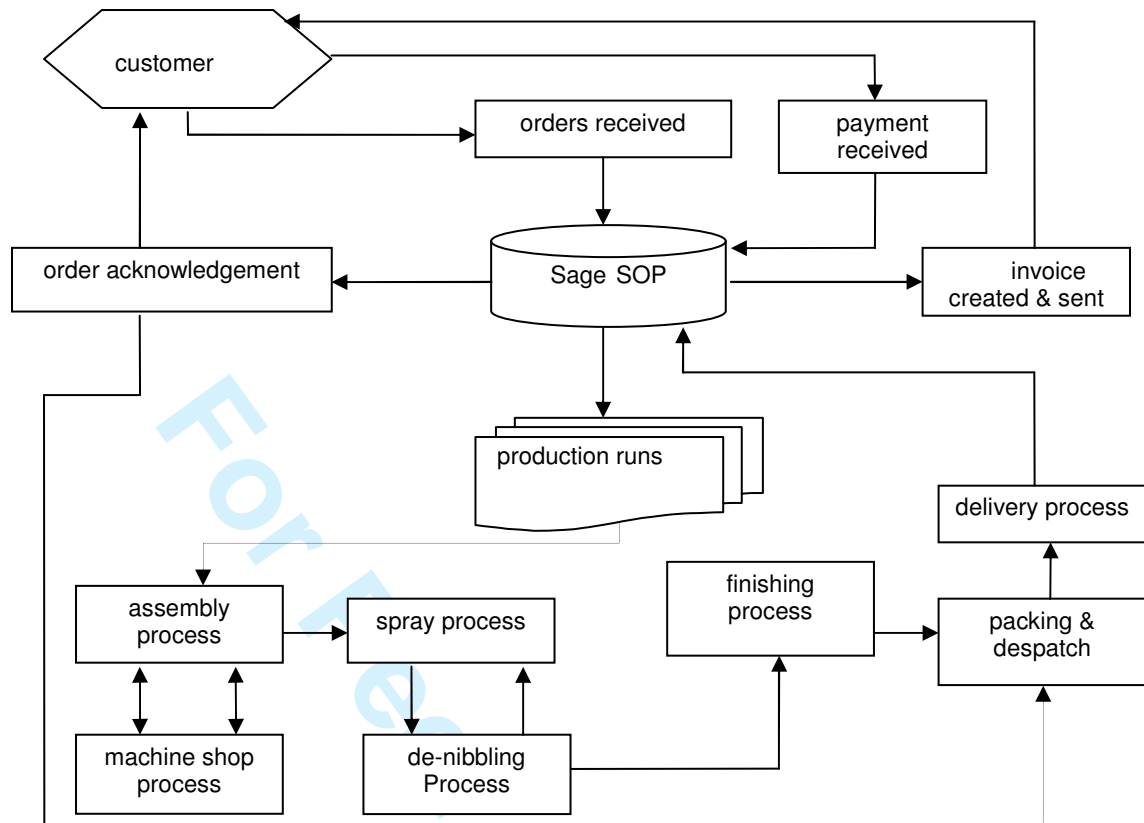 customer
orders received
payment
received
order acknowledgement
Sage SOP
invoice
created & sent
production runs
delivery process
assembly
process
spray process
finishing
process
packing &
despatch
machine shop
process
de-nibbling
Process
For